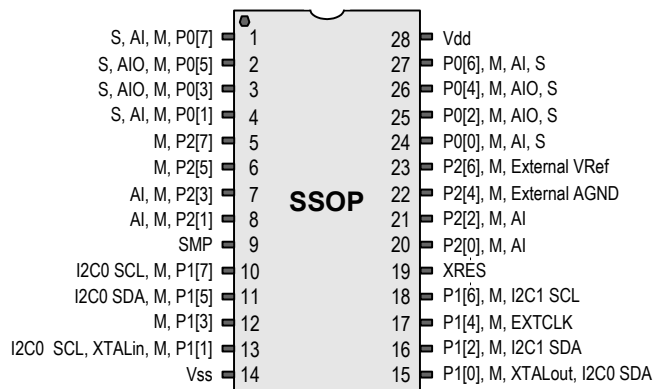 S, AI, M, P0[7] 1 28 Vdd
S, AIO, M, P0[5] 2 27 P0[6], M, AI, S
S, AIO, M, P0[3] 3 26 P0[4], M, AIO, S
S, AI, M, P0[1] 4 25 P0[2], M, AIO, S
M, P2[7] 5 24 P0[0], M, AI, S
M, P2[5] 6 23 P2[6], M, External VRef
AI, M, P2[3] 7 SSOP 22 P2[4], M, External AGND
AI, M, P2[1] 8 21 P2[2], M, AI
SMP 9 20 P2[0], M, AI
I2C0 SCL, M, P1[7] 10 19 XRES
I2C0 SDA, M, P1[5] 11 18 P1[6], M, I2C1 SCL
M, P1[3] 12 17 P1[4], M, EXTCLK
I2C0 SCL, XTALin, M, P1[1] 13 16 P1[2], M, I2C1 SDA
Vss 14 15 P1[0], M, XTALout, I2C0 SDA